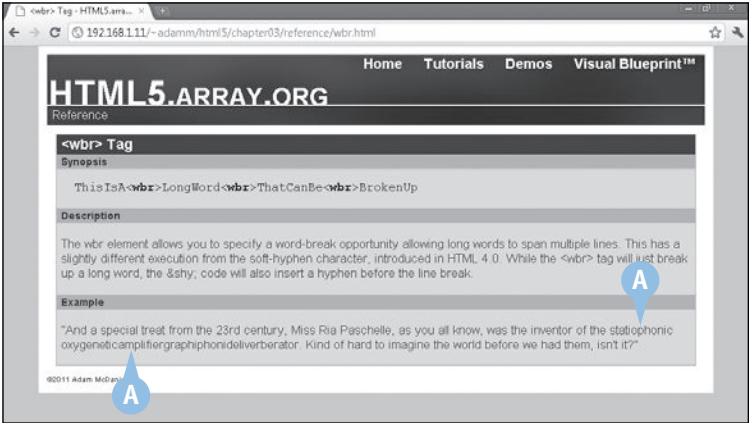 <wbr> Tag - HTML5.arra...
192.168.1.11/~adamm/html5/chapter03/reference/wbr.html
Home Tutorials Demos Visual Blueprint™
HTML5.ARRAY.ORG
Reference
<wbr> Tag
Synopsis
ThisIsA<wbr>LongWord<wbr>ThatCanBe<wbr>BrokenUp
Description
The wbr element allows you to specify a word-break opportunity allowing long words to span multiple lines. This has a
slightly different execution from the soft-hyphen character, introduced in HTML 4.0. While the <wbr> tag will just break
up a long word, the &shy; code will also insert a hyphen before the line break.
A
Example
"And a special treat from the 23rd century, Miss Ria Paschelle, as you all know, was the inventor of the statiophonic
oxygeneticamplifiergraphiphonideliverberator. Kind of hard to imagine the world before we had them, isn't it?"
©2011 Adam
A